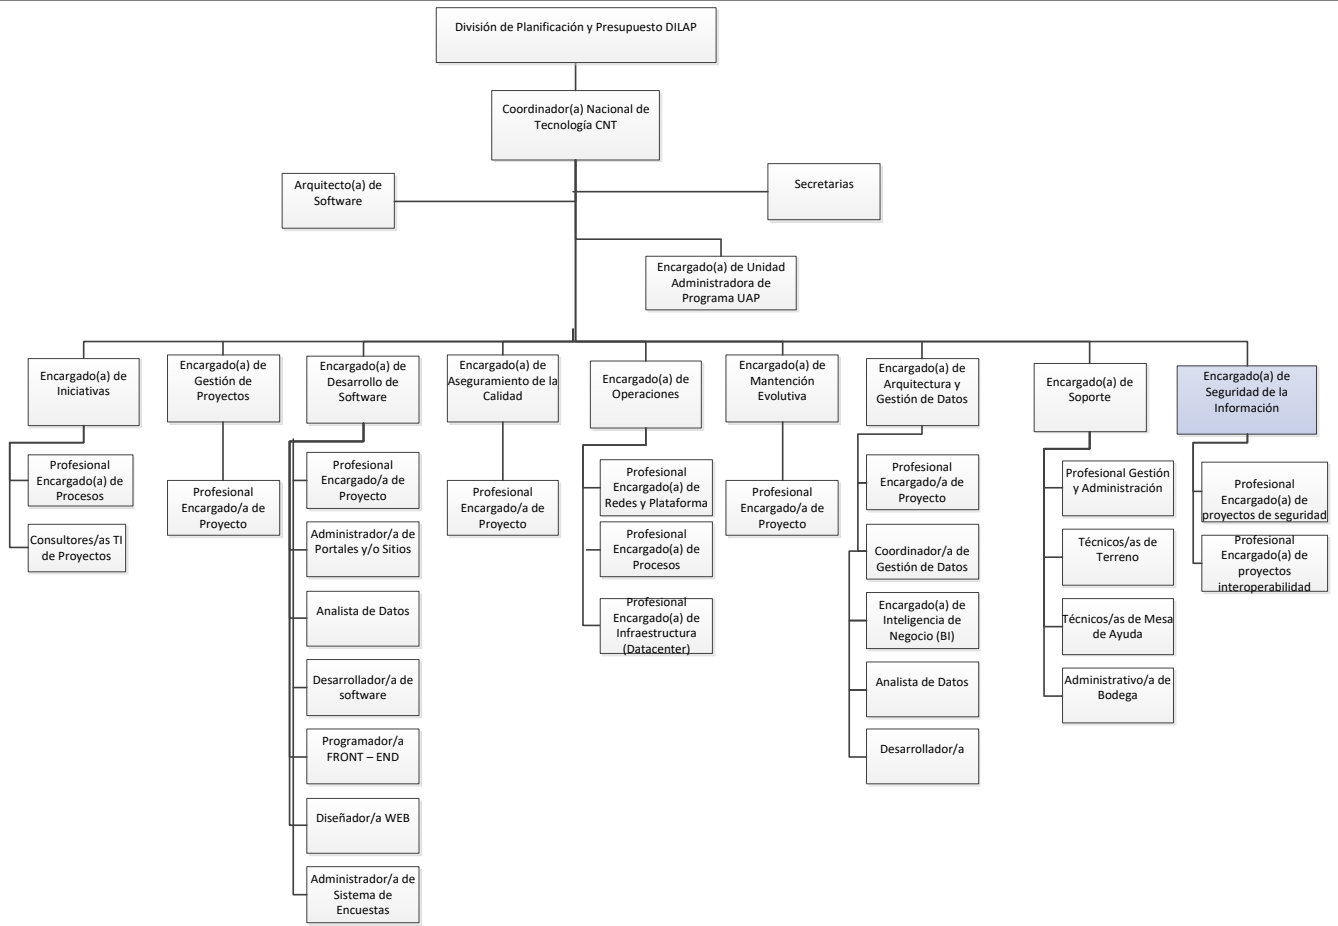 División de Planificación y Presupuesto DILAP
Coordinador(a) Nacional de
Tecnología CNT
Arquitecto(a) de
Software
Secretarias
Encargado(a) de Unidad
Administradora de
Programa UAP
Encargado(a) de
Iniciativas
Profesional
Encargado(a) de
Procesos
Consultores/as TI
de Proyectos
Encargado(a) de
Gestión de
Proyectos
Profesional
Encargado/a de
Proyecto
Encargado(a) de
Desarrollo de
Software
Profesional
Encargado/a de
Proyecto
Administrador/a de
Portales y/o Sitios
Analista de Datos
Desarrollador/a de
software
Programador/a
FRONT – END
Diseñador/a WEB
Administrador/a de
Sistema de
Encuestas
Encargado(a) de
Aseguramiento de la
Calidad
Profesional
Encargado/a de
Proyecto
Encargado(a) de
Operaciones
Profesional
Encargado(a) de
Redes y Plataforma
Profesional
Encargado(a) de
Procesos
Profesional
Encargado(a) de
Infraestructura
(Datacenter)
Encargado(a) de
Mantención
Evolutiva
Profesional
Encargado/a de
Proyecto
Encargado(a) de
Arquitectura y
Gestión de Datos
Profesional
Encargado/a de
Proyecto
Coordinador/a de
Gestión de Datos
Encargado(a) de
Inteligencia de
Negocio (BI)
Analista de Datos
Desarrollador/a
Encargado(a) de
Soporte
Profesional Gestión
y Administración
Técnicos/as de
Terreno
Técnicos/as de Mesa
de Ayuda
Administrativo/a de
Bodega
Encargado(a) de
Seguridad de la
Información
Profesional
Encargado(a) de
proyectos de seguridad
Profesional
Encargado(a) de
proyectos
interoperabilidad